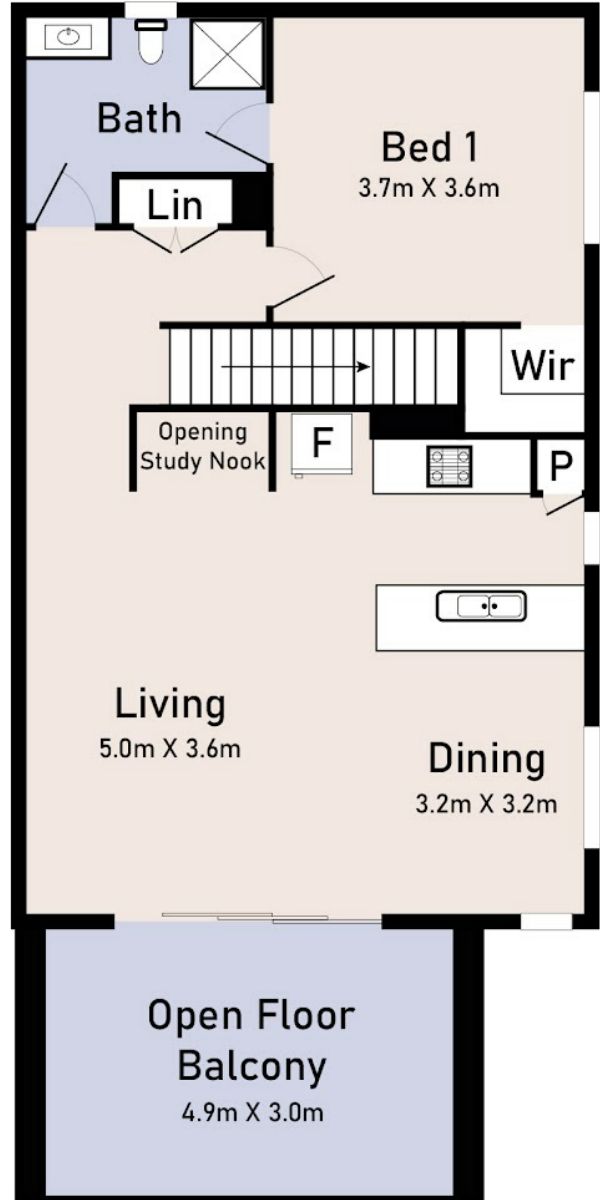 Bath
Bed 1
3.7m X 3.6m
Lin
Wir
Opening
Study Nook
F
P
Living
5.0m X 3.6m
Dining
3.2m X 3.2m
Open Floor
Balcony
4.9m X 3.0m